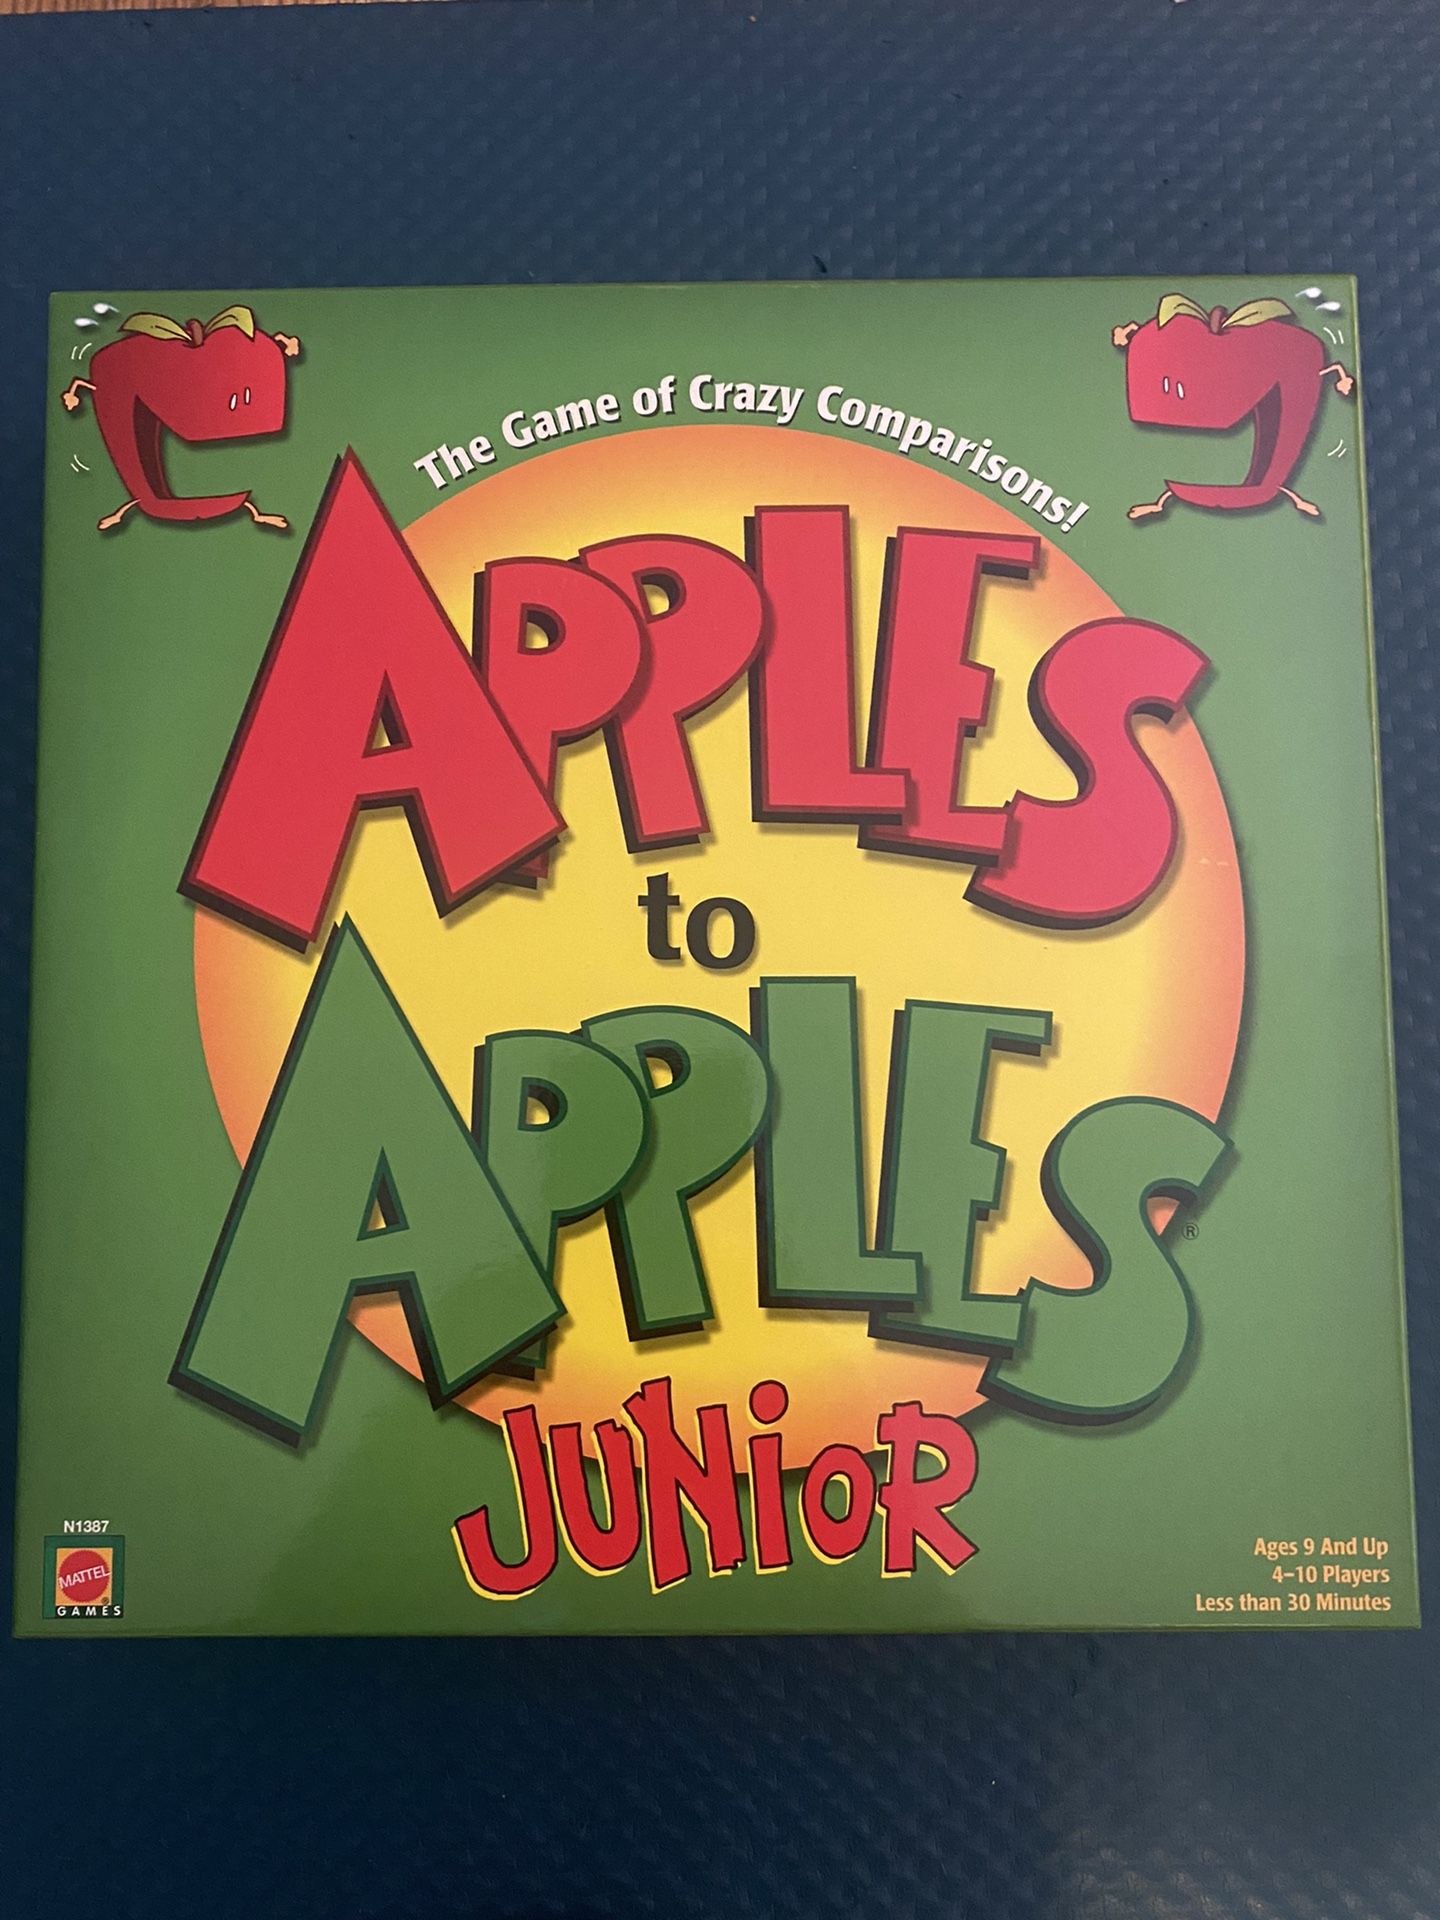 The Game of Crazy Comparisons!
APPLES
to
APPLES®
JUNiOR
N1387
MATTEL®
GAMES
Ages 9 And Up
4–10 Players
Less than 30 Minutes